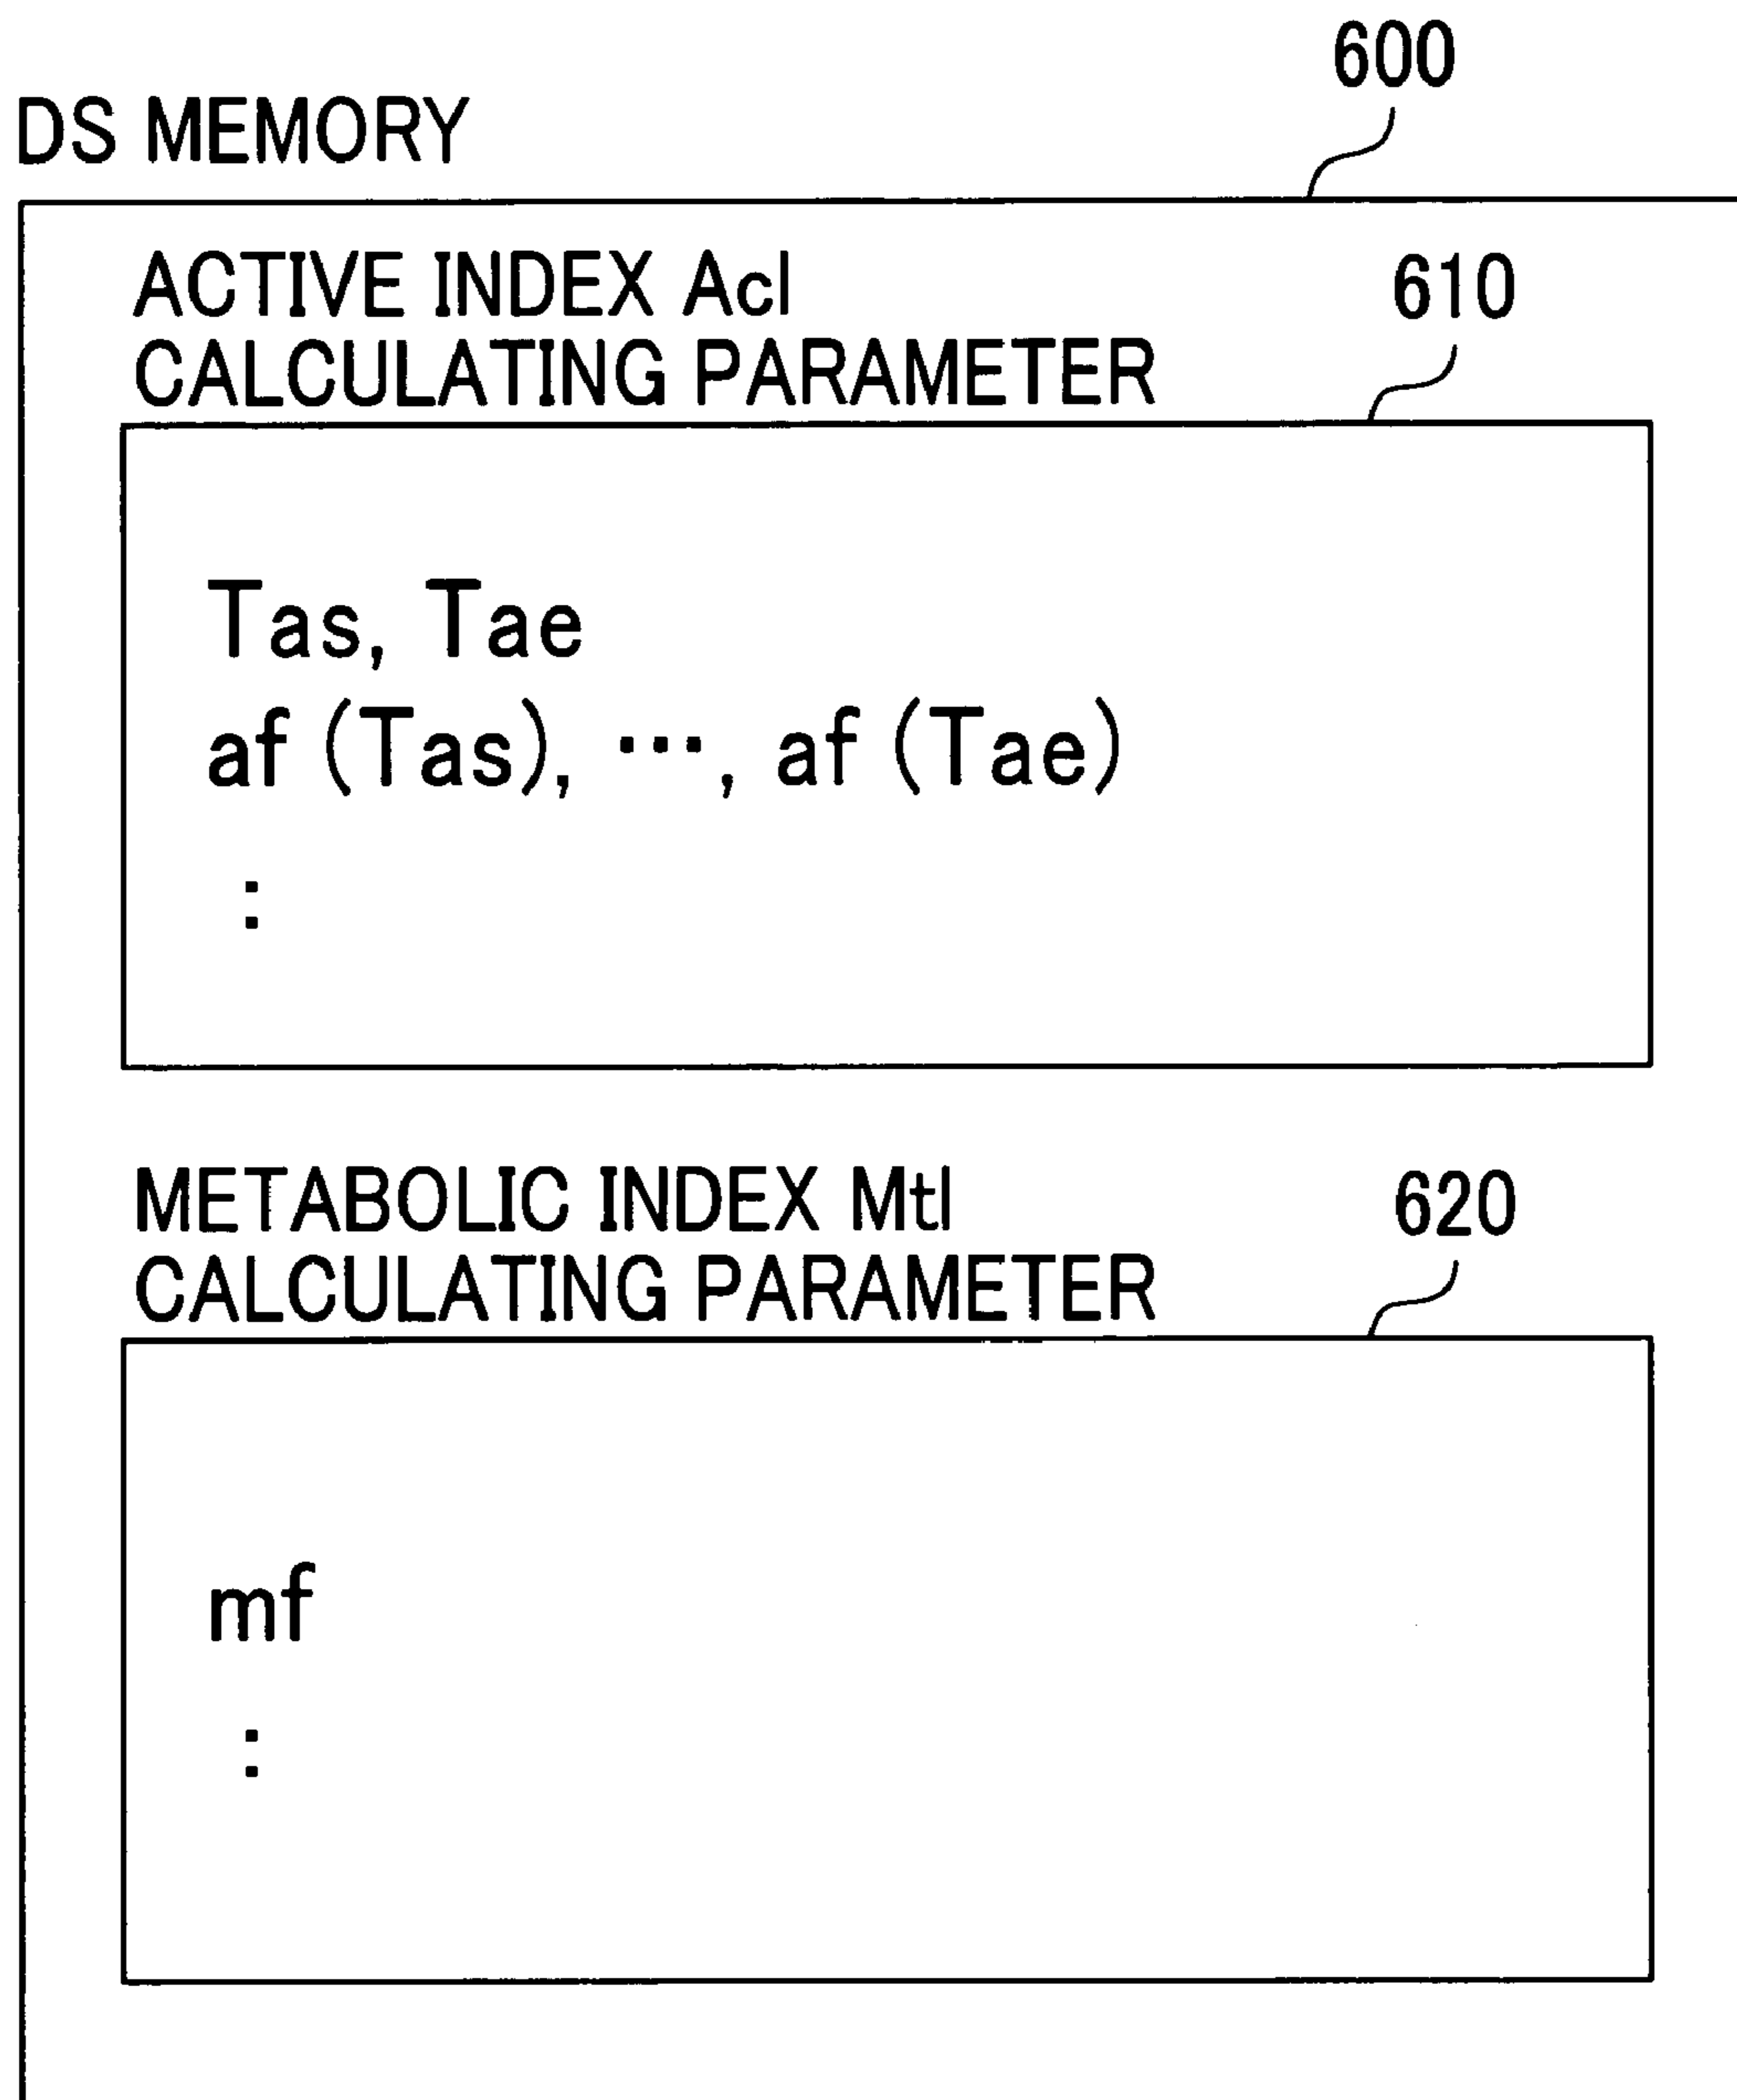 600
DS MEMORY
ACTIVE INDEX AcI
610
CALCULATING PARAMETER
Tas, Tae
af (Tas), ···, af (Tae)
:
METABOLIC INDEX MtI
620
CALCULATING PARAMETER
mf
: